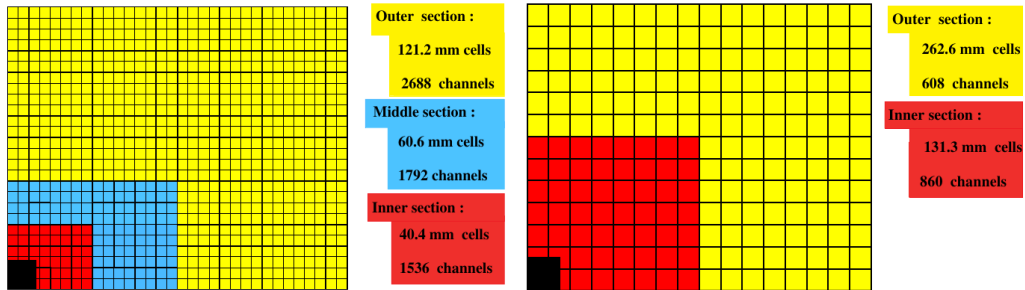 Outer section :
121.2 mm cells
2688 channels
Middle section :
60.6 mm cells
1792 channels
Inner section :
40.4 mm cells
1536 channels
Outer section :
262.6 mm cells
608 channels
Inner section :
131.3 mm cells
860 channels